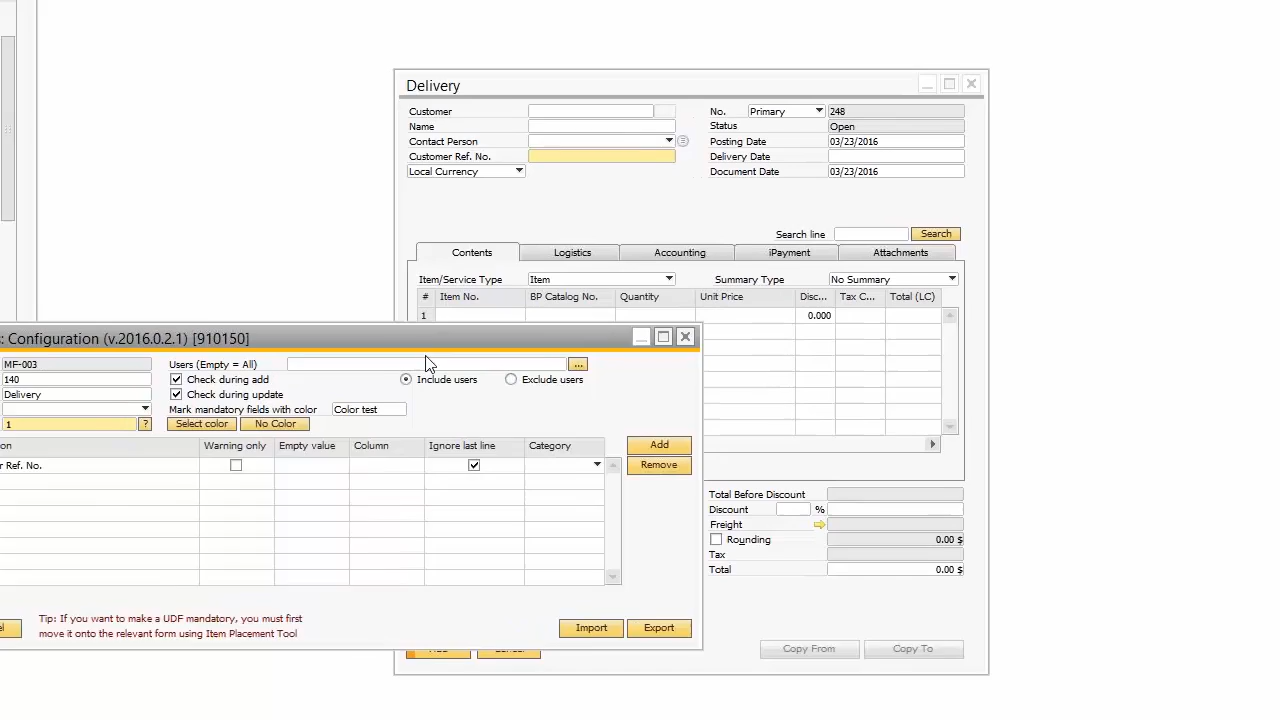 Delivery
Customer
No. Primary 248
Name
Status Open
Contact Person
Posting Date 03/23/2016
Customer Ref. No.
Delivery Date
Local Currency
Document Date 03/23/2016
Search line Search
Contents Logistics Accounting iPayment Attachments
Item/Service Type Item Summary Type No Summary
# Item No. BP Catalog No. Quantity Unit Price Disc... Tax C... Total (LC)
1 0.000
: Configuration (v.2016.0.2.1) [910150]
MF-003 Users (Empty = All) ...
140 Check during add Include users Exclude users
Delivery Check during update
Mark mandatory fields with color Color test
1 ? Select color No Color
on Warning only Empty value Column Ignore last line Category Add
r Ref. No. Remove
Total Before Discount
Discount %
Freight
Rounding 0.00 $
Tax
Total 0.00 $
Tip: If you want to make a UDF mandatory, you must first
move it onto the relevant form using Item Placement Tool
el Import Export
Copy From Copy To